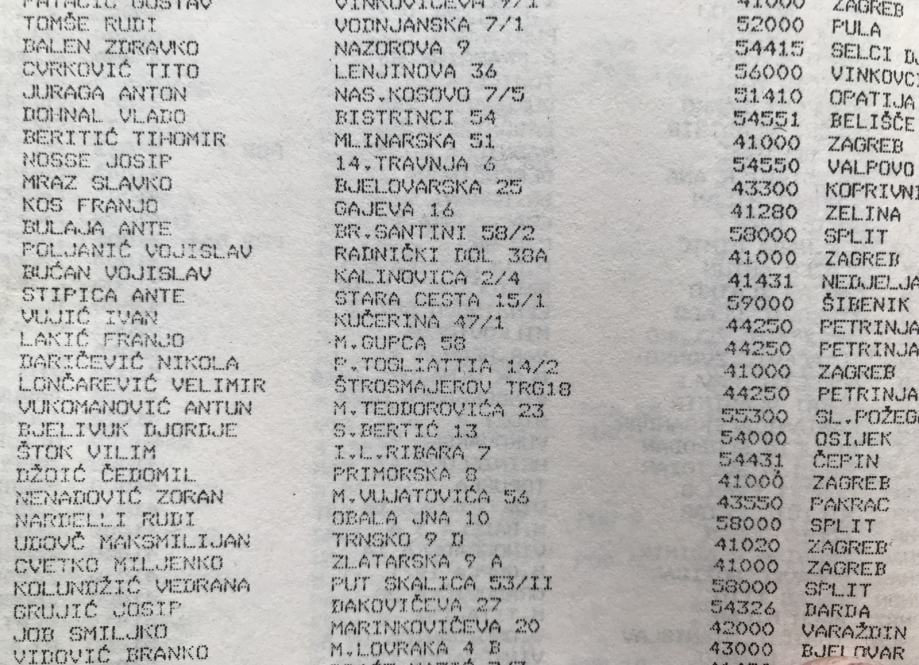 TOMŠE RUDI VODNJANSKA 7/1 52000 PULA
BALEN ZDRAVKO NAZOROVA 9 54415 SELCI
CVRKOVIĆ TITO LENJINOVA 36 56000 VINKOVC
JURAGA ANTON NAS.KOSOVO 7/5 51410 OPATIJA
DOHNAL VLADO BISTRINCI 54 54551 BELIŠČE
BERITIĆ TIHOMIR MLINARSKA 51 41000 ZAGREB
NOSSE JOSIP 14.TRAVNJA 6 54550 VALPOVO
MRAZ SLAVKO BJELOVARSKA 25 43300 KOPRIVN
KOS FRANJO GAJEVA 16 41280 ZELINA
BULAJA ANTE BR.SANTINI 58/2 58000 SPLIT
POLJANIĆ VOJISLAV RADNIČKI DOL 38A 41000 ZAGREB
BUĆAN VOJISLAV KALINOVICA 2/4 41431 NEDJELJ
STIPICA ANTE STARA CESTA 15/1 59000 ŠIBENIK
VUJIĆ IVAN KUČERINA 47/1 44250 PETRINJA
LAKIĆ FRANJO M.GUPCA 58 44250 PETRINJA
DARIČEVIĆ NIKOLA P.TOGLIATTIA 14/2 41000 ZAGREB
LONČAREVIĆ VELIMIR ŠTROSMAJEROV TRG18 44250 PETRINJA
VUKOMANOVIĆ ANTUN M.TEODOROVIĆA 23 55300 SL.POŽEG
BJELIVUK DJORDJE S.BERTIĆ 13 54000 OSIJEK
ŠTOK VILIM I.L.RIBARA 7 54431 ČEPIN
DŽOIĆ ČEDOMIL PRIMORSKA 8 41000 ZAGREB
NENADOVIĆ ZORAN M.VUJATOVIĆA 56 43550 PAKRAC
NARDELLI RUDI OBALA JNA 10 58000 SPLIT
UDOVČ MAKSMILIJAN TRNSKO 9 D 41020 ZAGREB
CVETKO MILJENKO ZLATARSKA 9 A 41000 ZAGREB
KOLUNDŽIĆ VEDRANA PUT SKALICA 53/II 58000 SPLIT
GRUJIĆ JOSIP DAKOVIČEVA 27 54326 DARDA
JOB SMILJKO MARINKOVIČEVA 20 42000 VARAŽDIN
VIDOVIĆ BRANKO M.LOVRAKA 4 B 43000 BJELOVAR